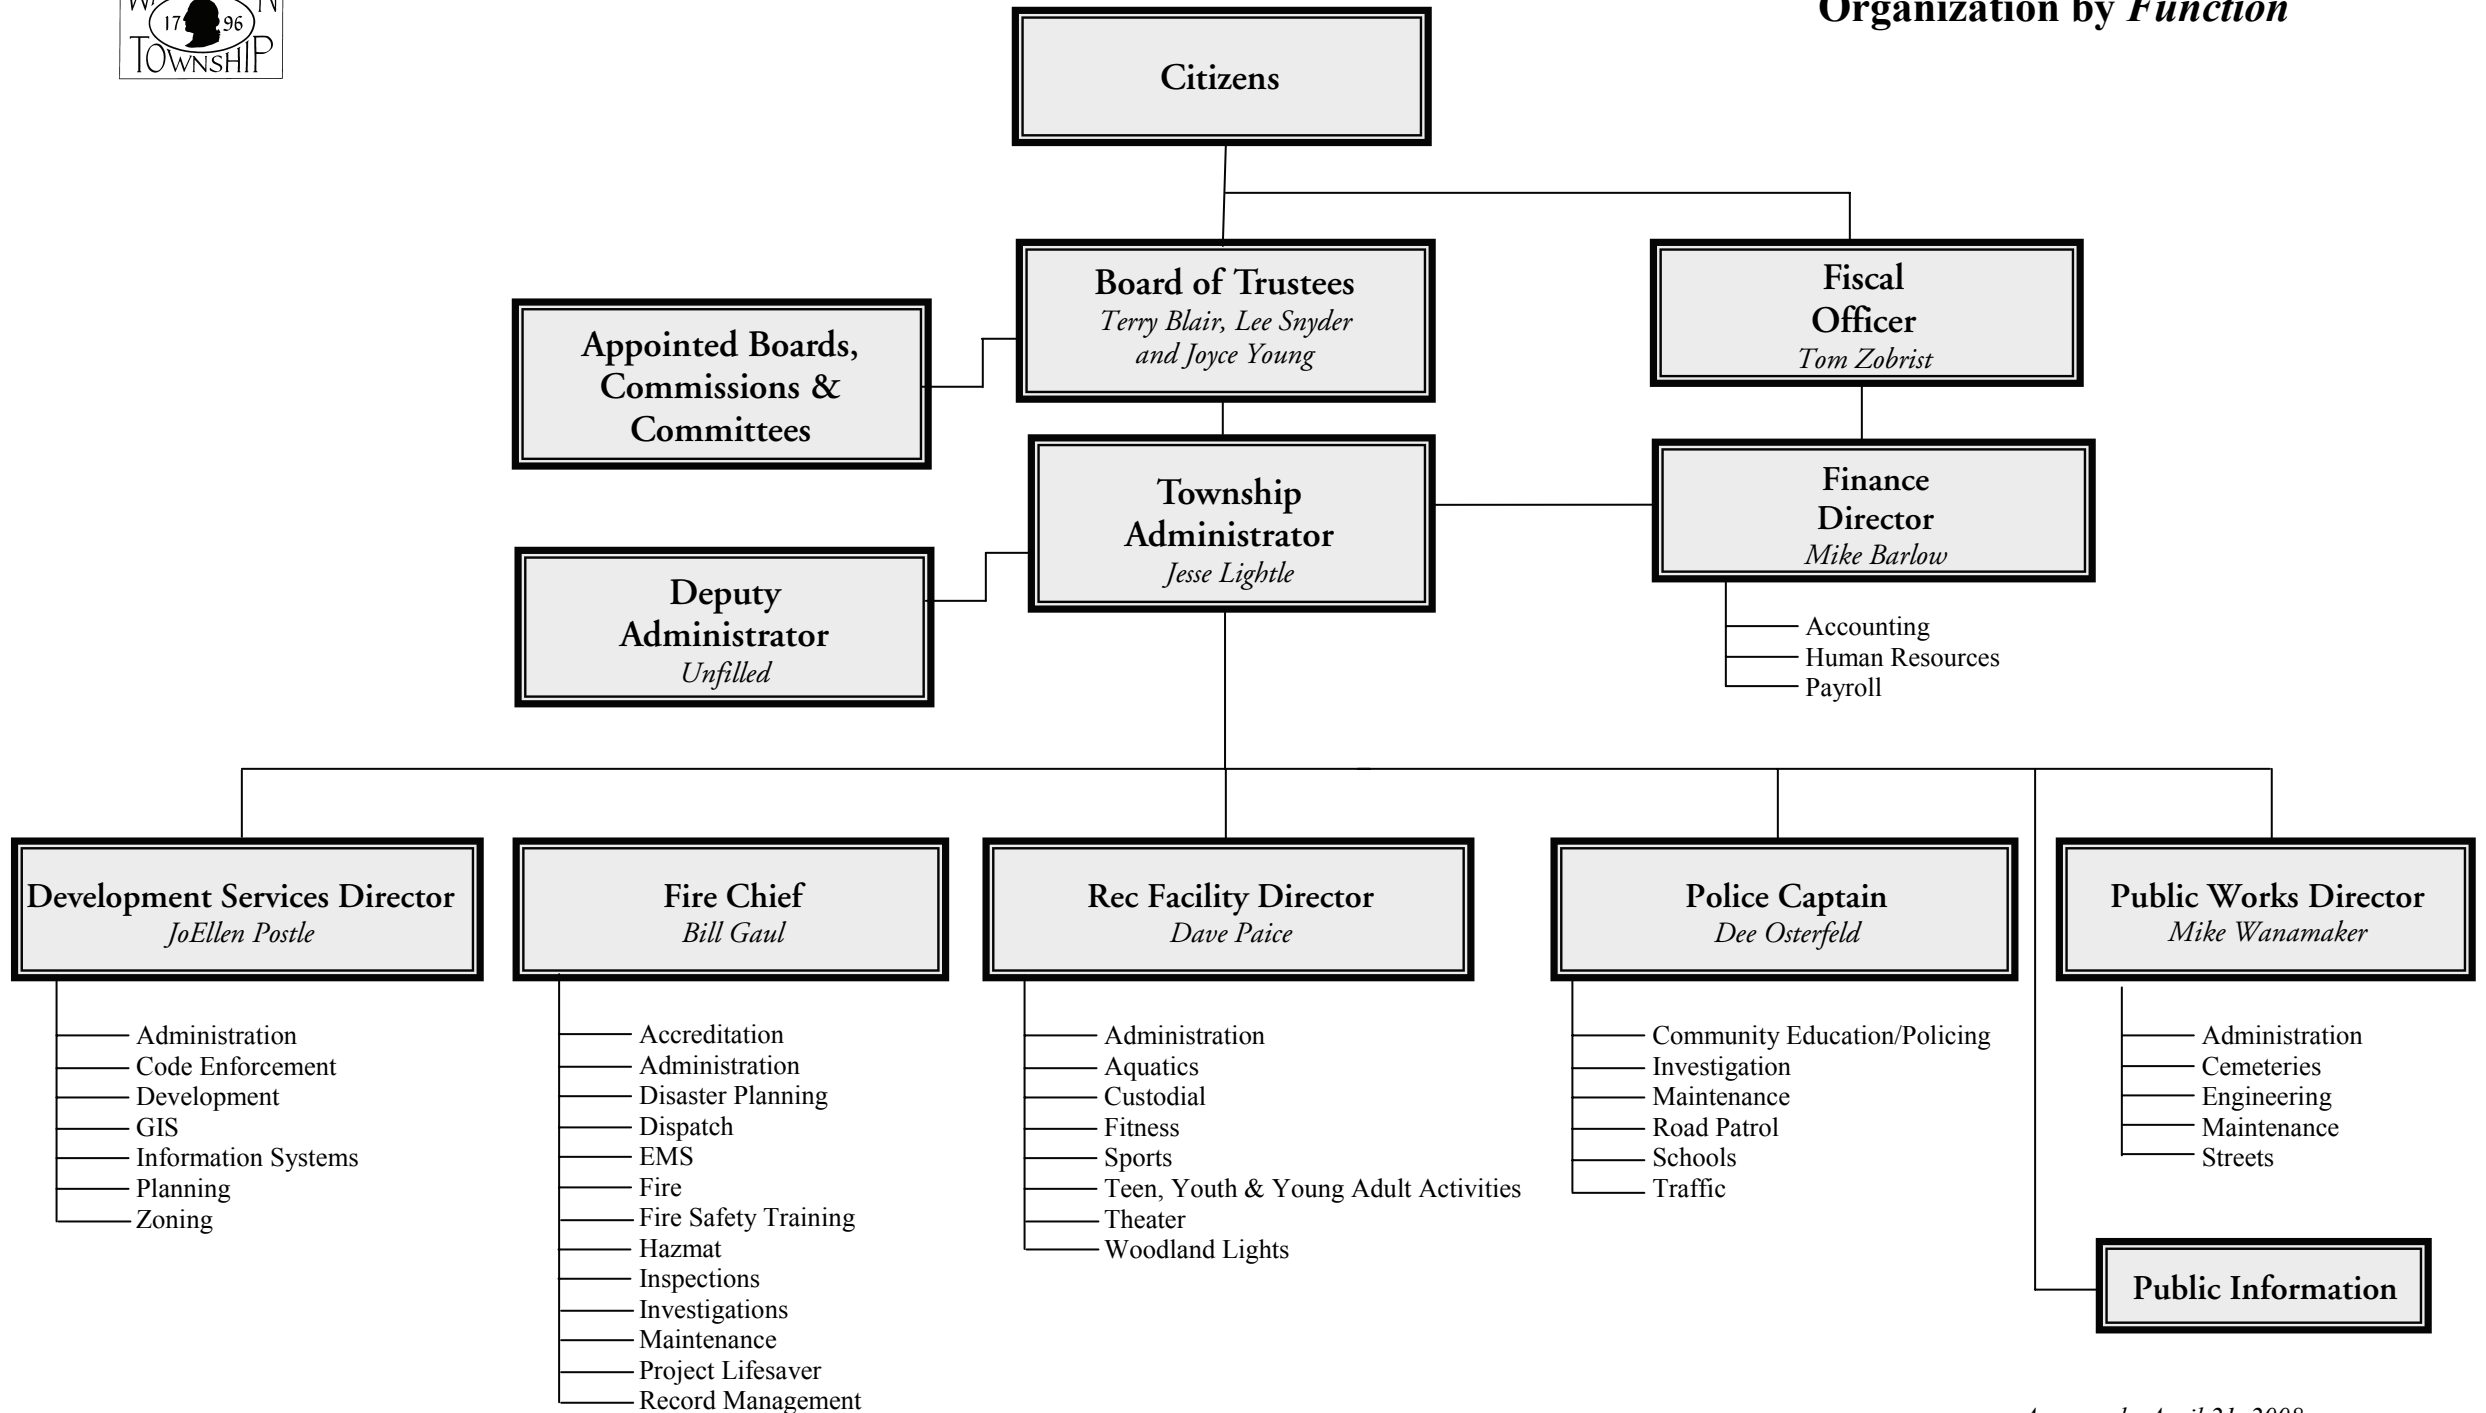 17 96
TOWNSHIP
Organization by Function
Citizens
Board of Trustees
Terry Blair, Lee Snyder
and Joyce Young
Fiscal
Officer
Tom Zobrist
Appointed Boards,
Commissions &
Committees
Township
Administrator
Jesse Lightle
Finance
Director
Mike Barlow
Deputy
Administrator
Unfilled
Accounting
Human Resources
Payroll
Development Services Director
JoEllen Postle
Administration
Code Enforcement
Development
GIS
Information Systems
Planning
Zoning
Fire Chief
Bill Gaul
Accreditation
Administration
Disaster Planning
Dispatch
EMS
Fire
Fire Safety Training
Hazmat
Inspections
Investigations
Maintenance
Project Lifesaver
Record Management
Rec Facility Director
Dave Paice
Administration
Aquatics
Custodial
Fitness
Sports
Teen, Youth & Young Adult Activities
Theater
Woodland Lights
Police Captain
Dee Osterfeld
Community Education/Policing
Investigation
Maintenance
Road Patrol
Schools
Traffic
Public Works Director
Mike Wanamaker
Administration
Cemeteries
Engineering
Maintenance
Streets
Public Information
April 21, 2008